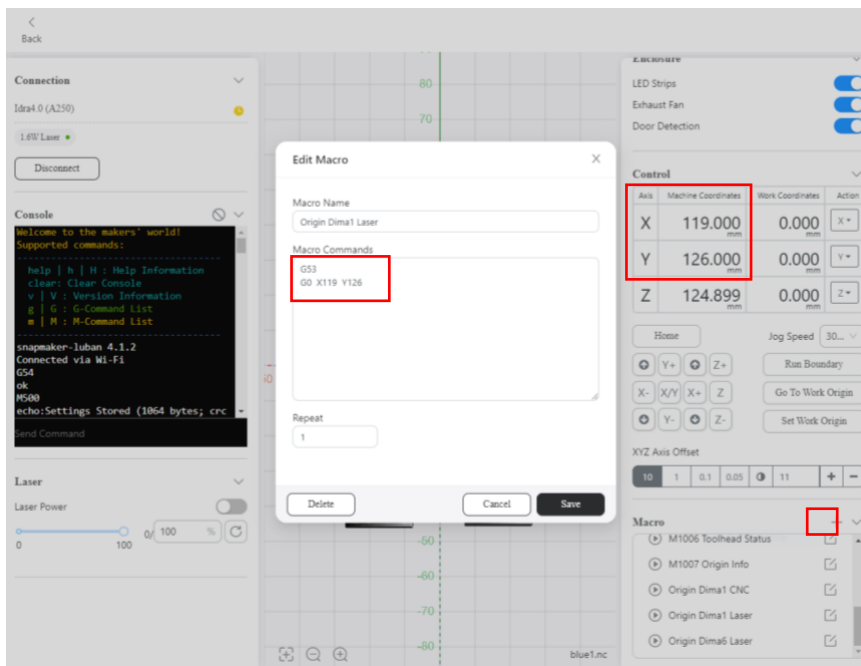 Back
Connection
Idra4.0 (A250)
1.6W Laser
Disconnect
Console
Welcome to the makers' world!
Supported commands:
help | h | H : Help Information
clear: Clear Console
v | V : Version Information
g | G : G-Command List
m | M : M-Command List
snapmaker-luban 4.1.2
Connected via Wi-Fi
G54
ok
M500
echo:Settings Stored (1064 bytes; crc
Send Command
Laser
Laser Power
0/ 100 %
0 100
80
70
Edit Macro
Macro Name
Origin Dima1 Laser
Macro Commands
G53
G0 X119 Y126
Repeat
1
Delete Cancel Save
-50
-60
-70
-80
blue1.nc
Enclosure
LED Strips
Exhaust Fan
Door Detection
Control
Axis Machine Coordinates Work Coordinates Action
X 119.000 mm 0.000 mm X
Y 126.000 mm 0.000 mm Y
Z 124.899 mm 0.000 mm Z
Home Jog Speed 30...
Y+ Z+ Run Boundary
X- X/Y X+ Z Go To Work Origin
Y- Z- Set Work Origin
XYZ Axis Offset
10 1 0.1 0.05 11 + −
Macro
M1006 Toolhead Status
M1007 Origin Info
Origin Dima1 CNC
Origin Dima1 Laser
Origin Dima6 Laser